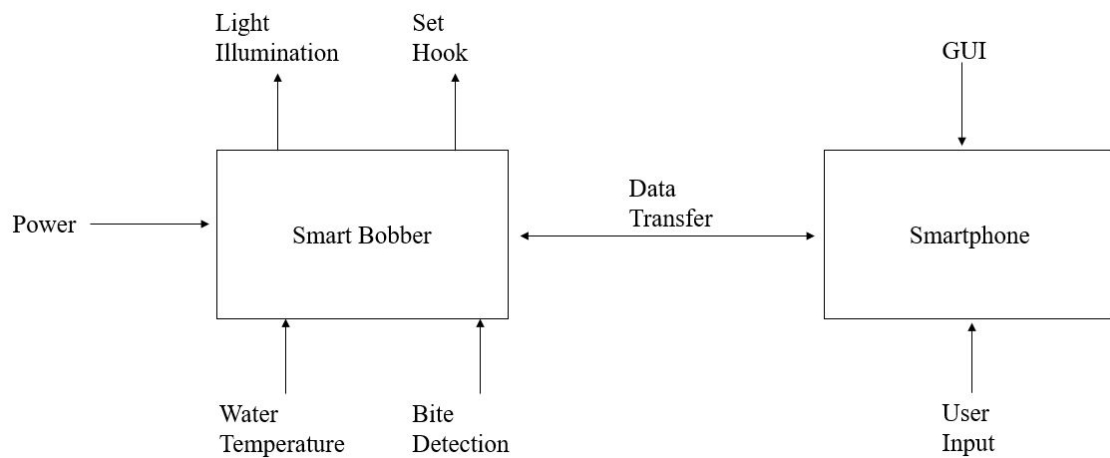 Light
Illumination
Set
Hook
GUI
Power
Smart Bobber
Data
Transfer
Smartphone
Water
Temperature
Bite
Detection
User
Input